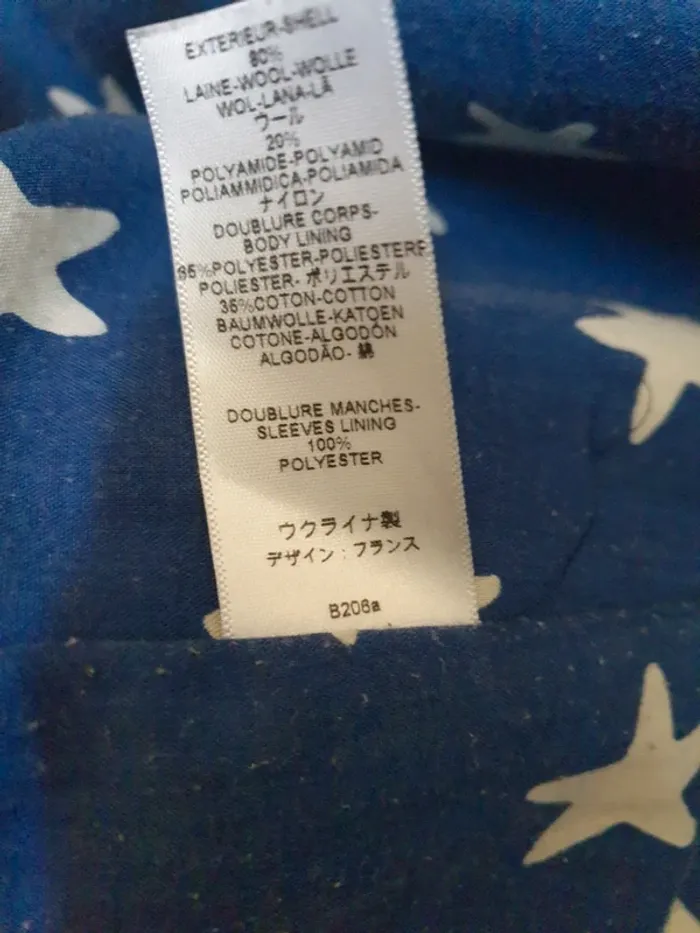 EXTERIEUR-SHELL
80%
LAINE-WOOL-WOLLE
WOL-LANA-LÃ
ウール
20%
POLYAMIDE-POLYAMID
POLIAMMIDICA-POLIAMIDA
ナイロン
DOUBLURE CORPS-
BODY LINING
65%POLYESTER-POLIESTERE
POLIESTER- ポリエステル
35%COTON-COTTON
BAUMWOLLE-KATOEN
COTONE-ALGODÓN
ALGODÃO- 綿
DOUBLURE MANCHES-
SLEEVES LINING
100%
POLYESTER
ウクライナ製
デザイン : フランス
B206a